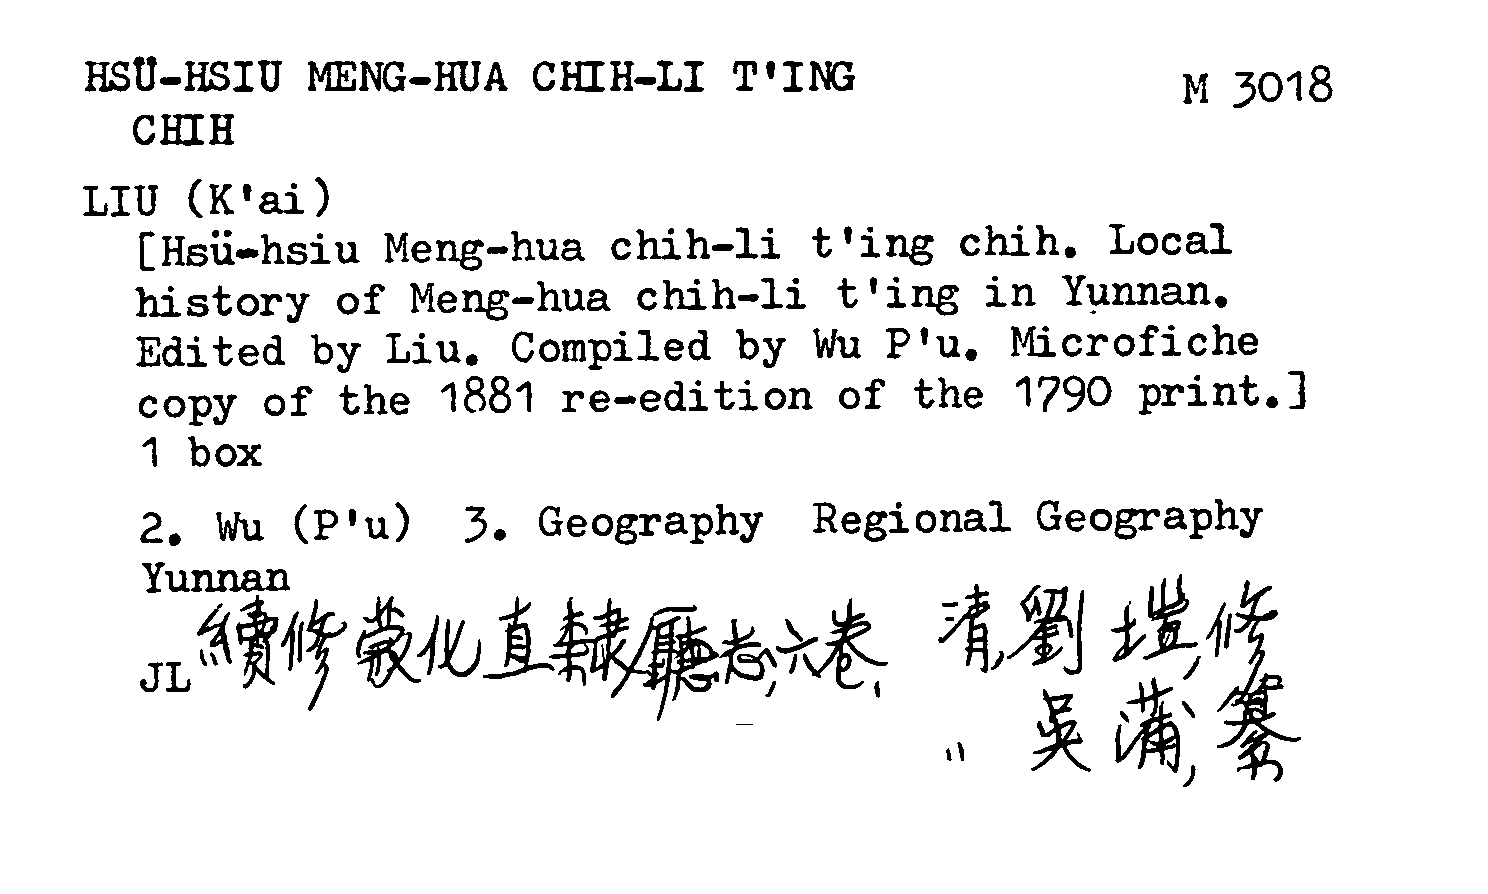 HSÜ-HSIU MENG-HUA CHIH-LI T'ING
CHIH
M 3018
LIU (K'ai)
[Hsü-hsiu Meng-hua chih-li t'ing chih. Local
history of Meng-hua chih-li t'ing in Yunnan.
Edited by Liu. Compiled by Wu P'u. Microfiche
copy of the 1881 re-edition of the 1790 print.]
1 box
2. Wu (P'u) 3. Geography Regional Geography
Yunnan
JL 續修蒙化直隸廳志, 六卷, 清, 劉塏, 修
" 吳蒲, 纂